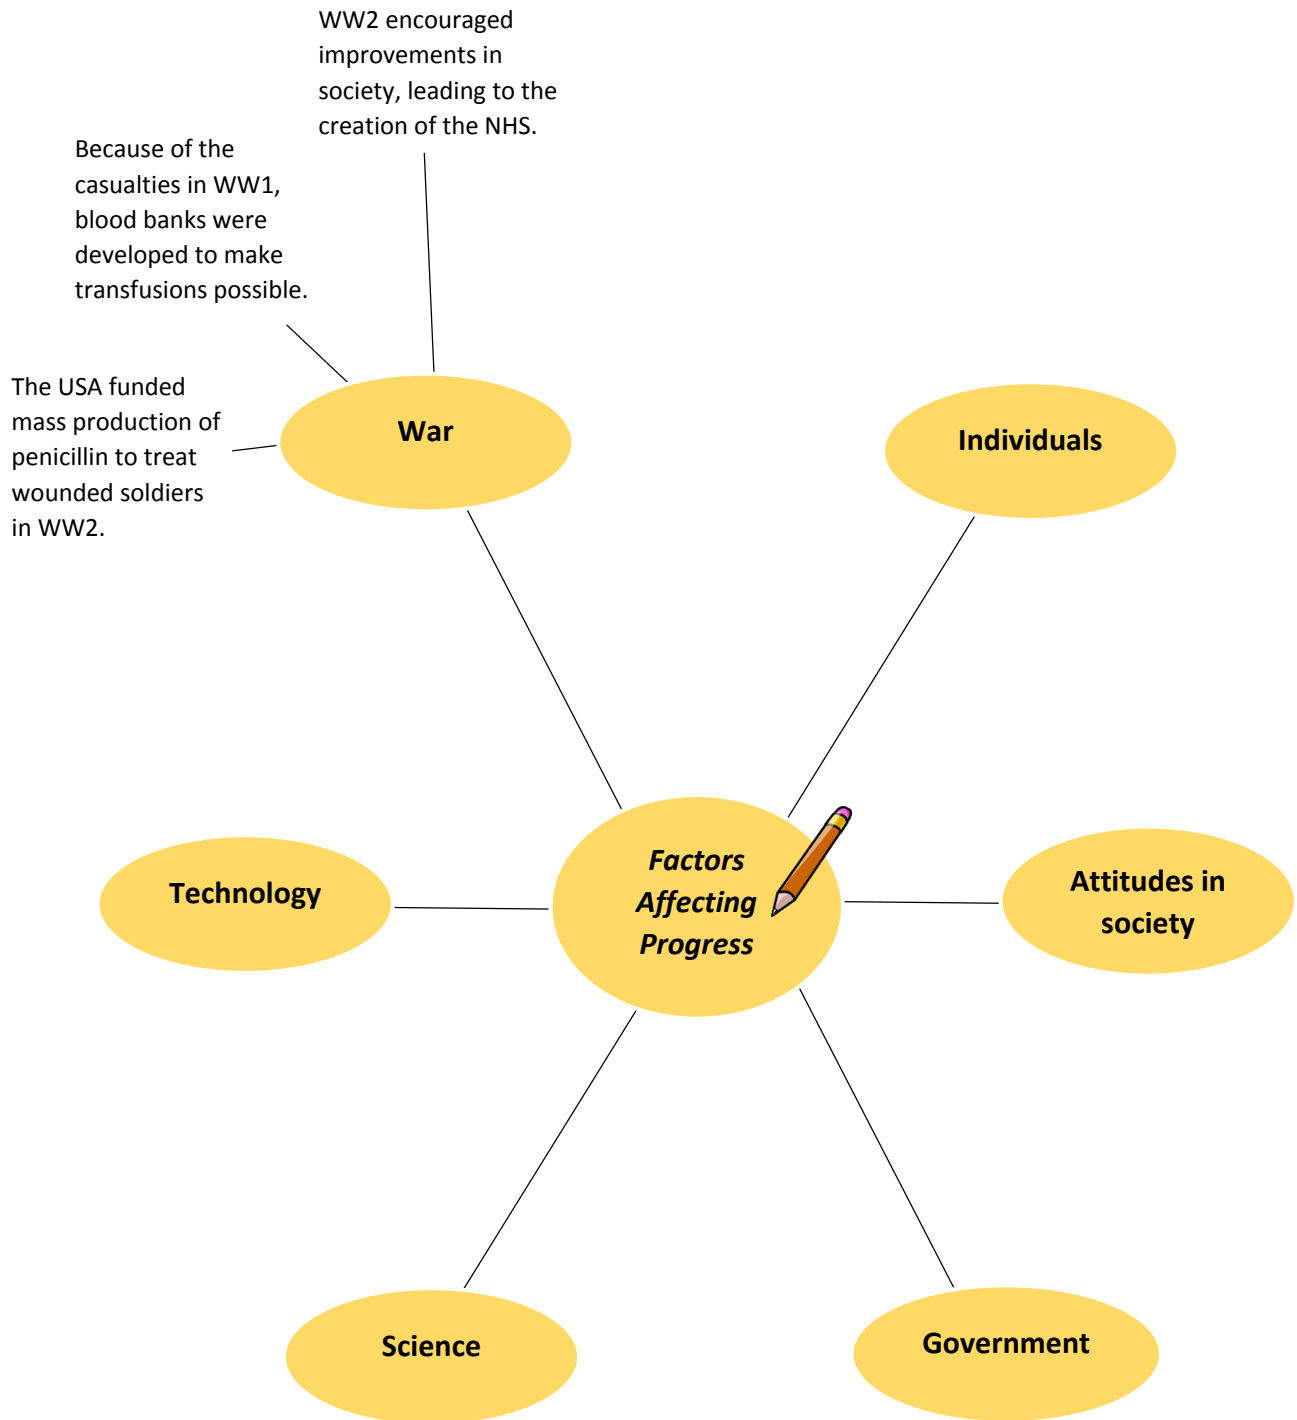 WW2 encouraged
improvements in
society, leading to the
creation of the NHS.
Because of the
casualties in WW1,
blood banks were
developed to make
transfusions possible.
The USA funded
mass production of
penicillin to treat
wounded soldiers
in WW2.
War
Individuals
Factors
Affecting
Progress
Technology
Attitudes in
society
Science
Government